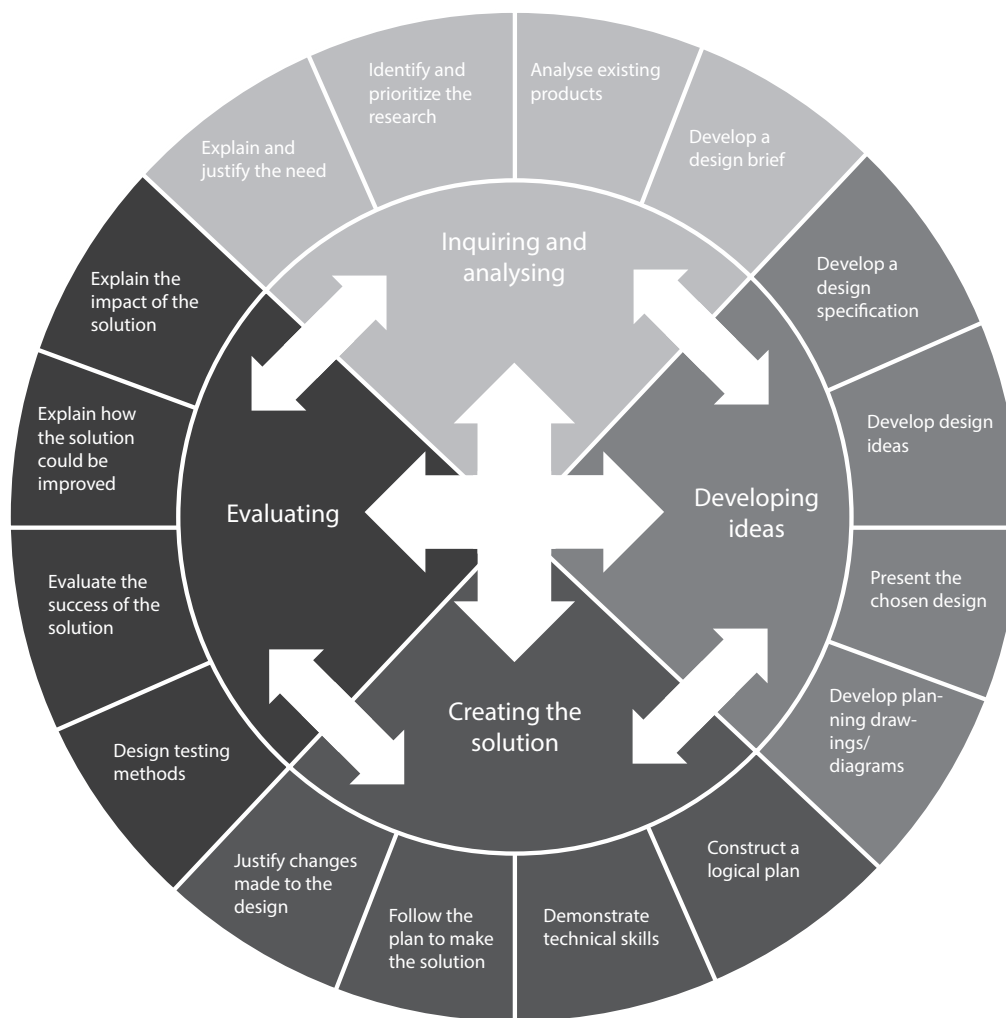 Explain and
justify the need
Identify and
prioritize the
research
Analyse existing
products
Develop a
design brief
Inquiring and
analysing
Develop a
design
specification
Develop design
ideas
Present the
chosen design
Develop plan-
ning draw-
ings/
diagrams
Developing
ideas
Construct a
logical plan
Demonstrate
technical skills
Follow the
plan to make
the solution
Justify changes
made to the
design
Creating the
solution
Design testing
methods
Evaluate the
success of the
solution
Explain how
the solution
could be
improved
Explain the
impact of the
solution
Evaluating